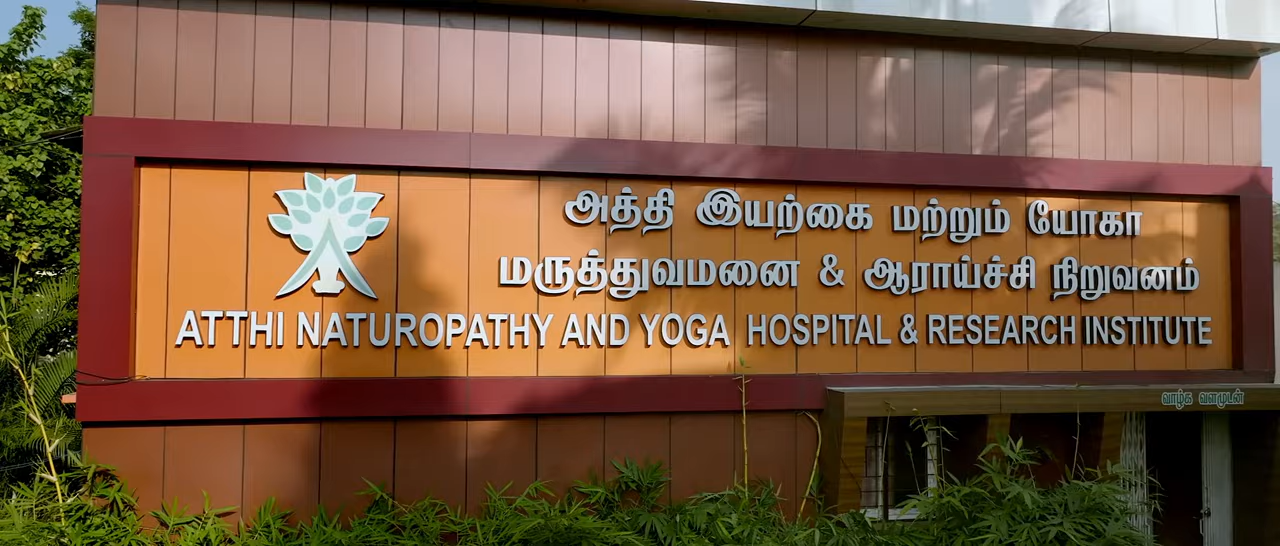 அத்தி இயற்கை மற்றும் யோகா
மருத்துவமனை & ஆராய்ச்சி நிறுவனம்
ATTHI NATUROPATHY AND YOGA HOSPITAL & RESEARCH INSTITUTE
வாழ்க வளமுடன்